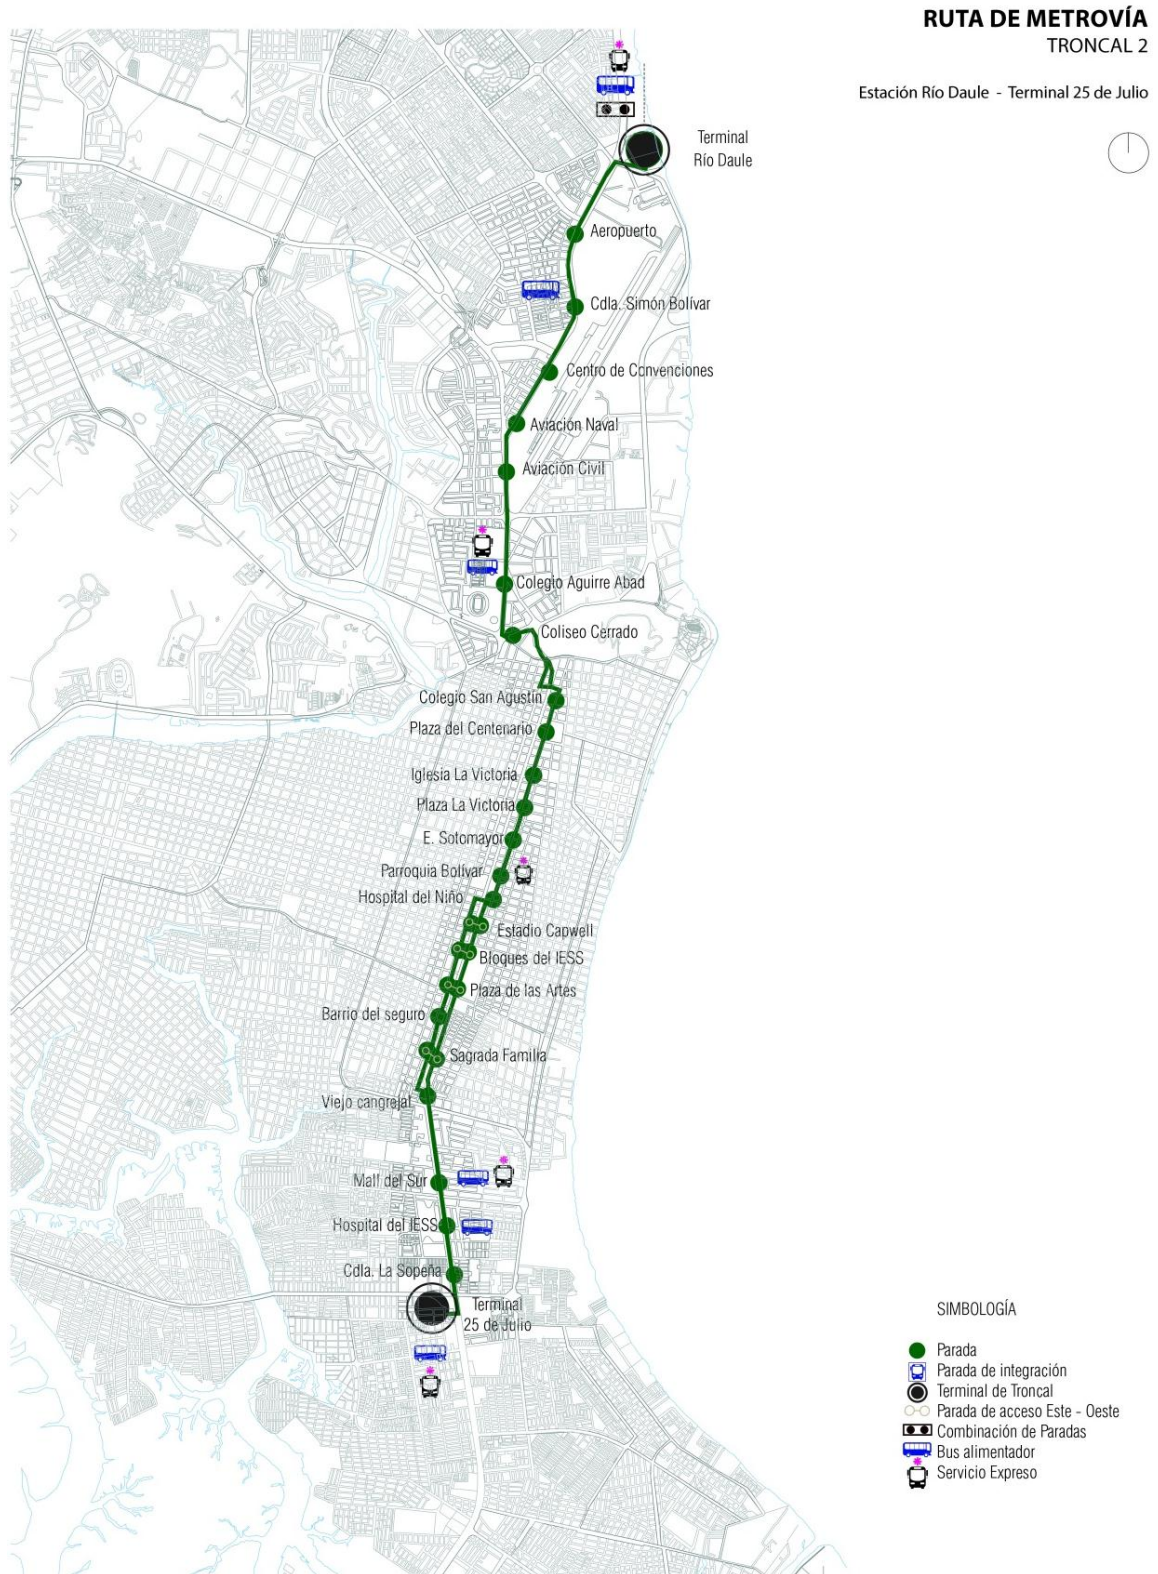 RUTA DE METROVÍA
TRONCAL 2
Estación Río Daule - Terminal 25 de Julio
Terminal
Río Daule
Aeropuerto
Cdla. Simón Bolívar
Centro de Convenciones
Aviación Naval
Aviación Civil
Colegio Aguirre Abad
Coliseo Cerrado
Colegio San Agustín
Plaza del Centenario
Iglesia La Victoria
Plaza La Victoria
E. Sotomayor
Parroquia Bolívar
Hospital del Niño
Estadio Capwell
Bloques del IESS
Plaza de las Artes
Barrio del seguro
Sagrada Familia
Viejo cangrejal
Mall del Sur
Hospital del IESS
Cdla. La Sopeña
Terminal
25 de Julio
SIMBOLOGÍA
Parada
Parada de integración
Terminal de Troncal
Parada de acceso Este - Oeste
Combinación de Paradas
Bus alimentador
Servicio Expreso